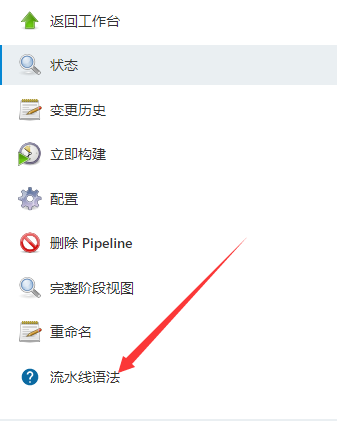 返回工作台
状态
变更历史
立即构建
配置
删除 Pipeline
完整阶段视图
重命名
流水线语法